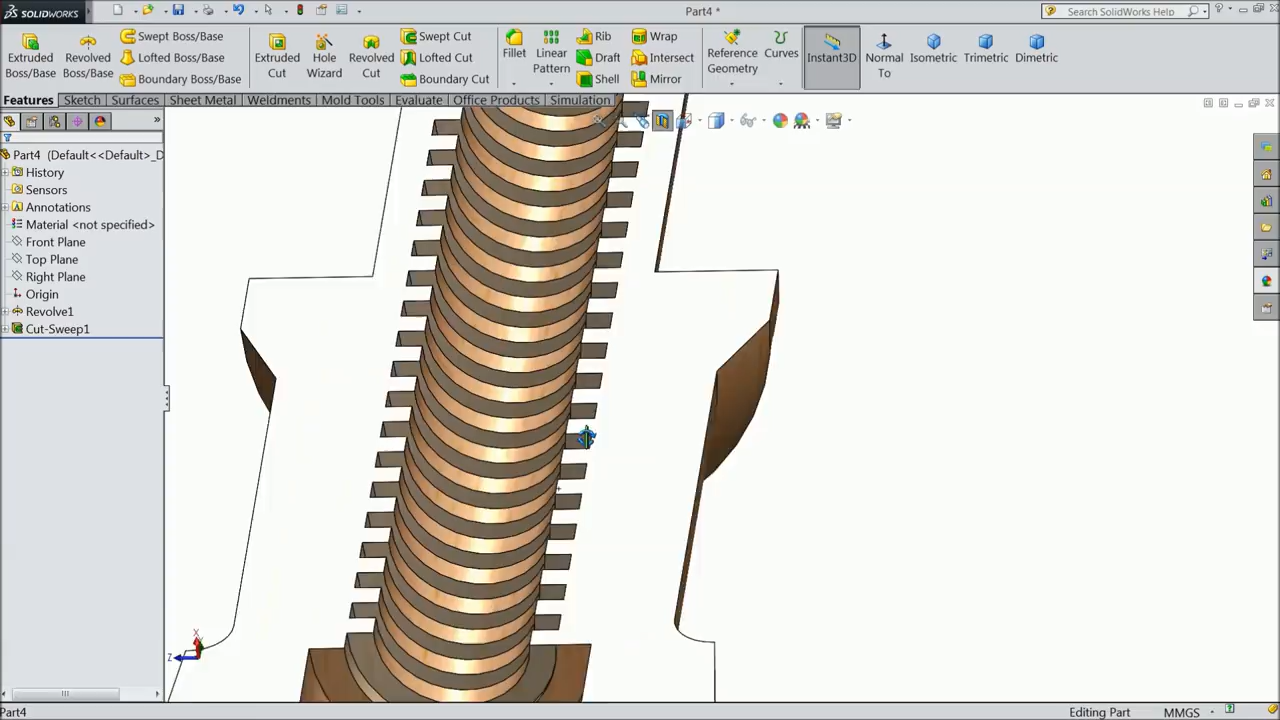 SOLIDWORKS
Part4 *
Search SolidWorks Help
Extruded Boss/Base
Revolved Boss/Base
Swept Boss/Base
Lofted Boss/Base
Boundary Boss/Base
Extruded Cut
Hole Wizard
Revolved Cut
Swept Cut
Lofted Cut
Boundary Cut
Fillet
Linear Pattern
Rib
Draft
Shell
Wrap
Intersect
Mirror
Reference Geometry
Curves
Instant3D
Normal To
Isometric
Trimetric
Dimetric
Features Sketch Surfaces Sheet Metal Weldments Mold Tools Evaluate Office Products Simulation
Part4 (Default<<Default>_D
History
Sensors
Annotations
Material <not specified>
Front Plane
Top Plane
Right Plane
Origin
Revolve1
Cut-Sweep1
X
Z
Part4 Editing Part MMGS